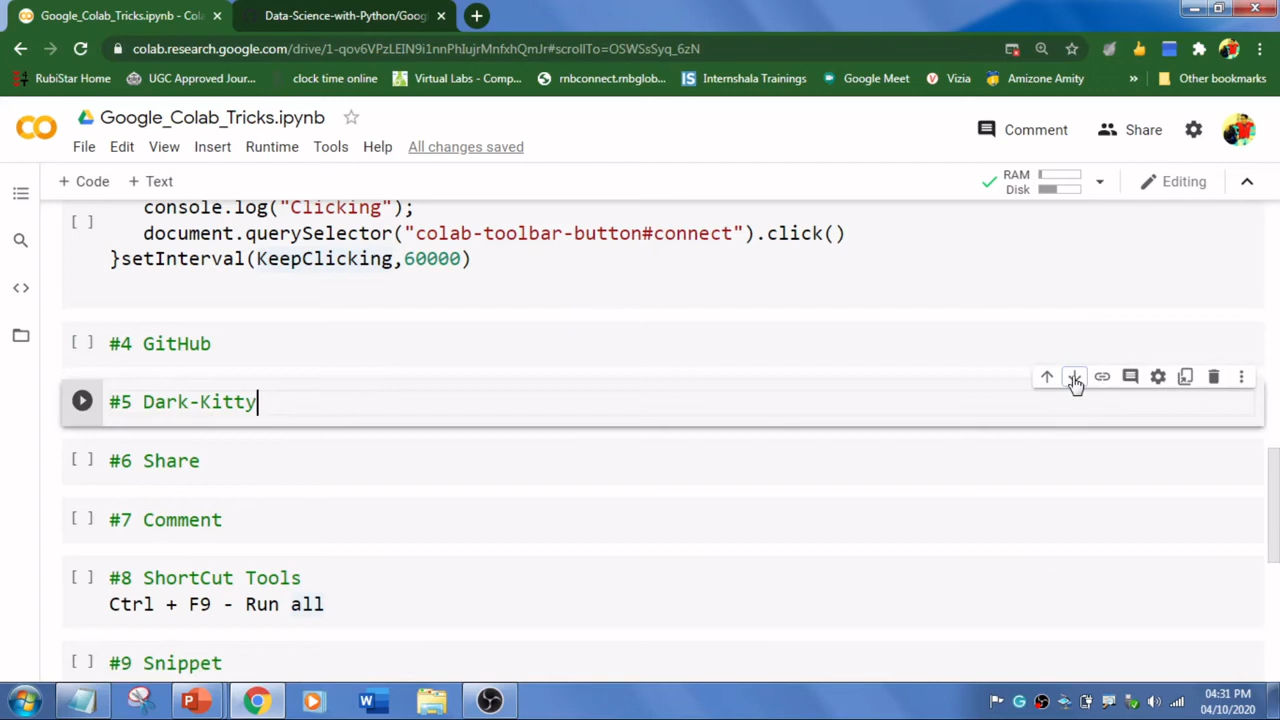 Google_Colab_Tricks.ipynb - Cola
Data-Science-with-Python/Goog
colab.research.google.com/drive/1-qov6VPzLEIN9i1nnPhIujrMnfxhQmJr#scrollTo=OSWSsSyq_6zN
RubiStar Home
UGC Approved Jour...
clock time online
Virtual Labs - Comp...
rnbconnect.rnbglob...
Internshala Trainings
Google Meet
Vizia
Amizone Amity
»
Other bookmarks
Google_Colab_Tricks.ipynb
Comment
Share
File Edit View Insert Runtime Tools Help All changes saved
+ Code + Text
RAM
Disk
Editing
console.log("Clicking");
[ ]
document.querySelector("colab-toolbar-button#connect").click()
}setInterval(KeepClicking,60000)
[ ] #4 GitHub
#5 Dark-Kitty
[ ] #6 Share
[ ] #7 Comment
[ ] #8 ShortCut Tools
Ctrl + F9 - Run all
[ ] #9 Snippet
04:31 PM
04/10/2020